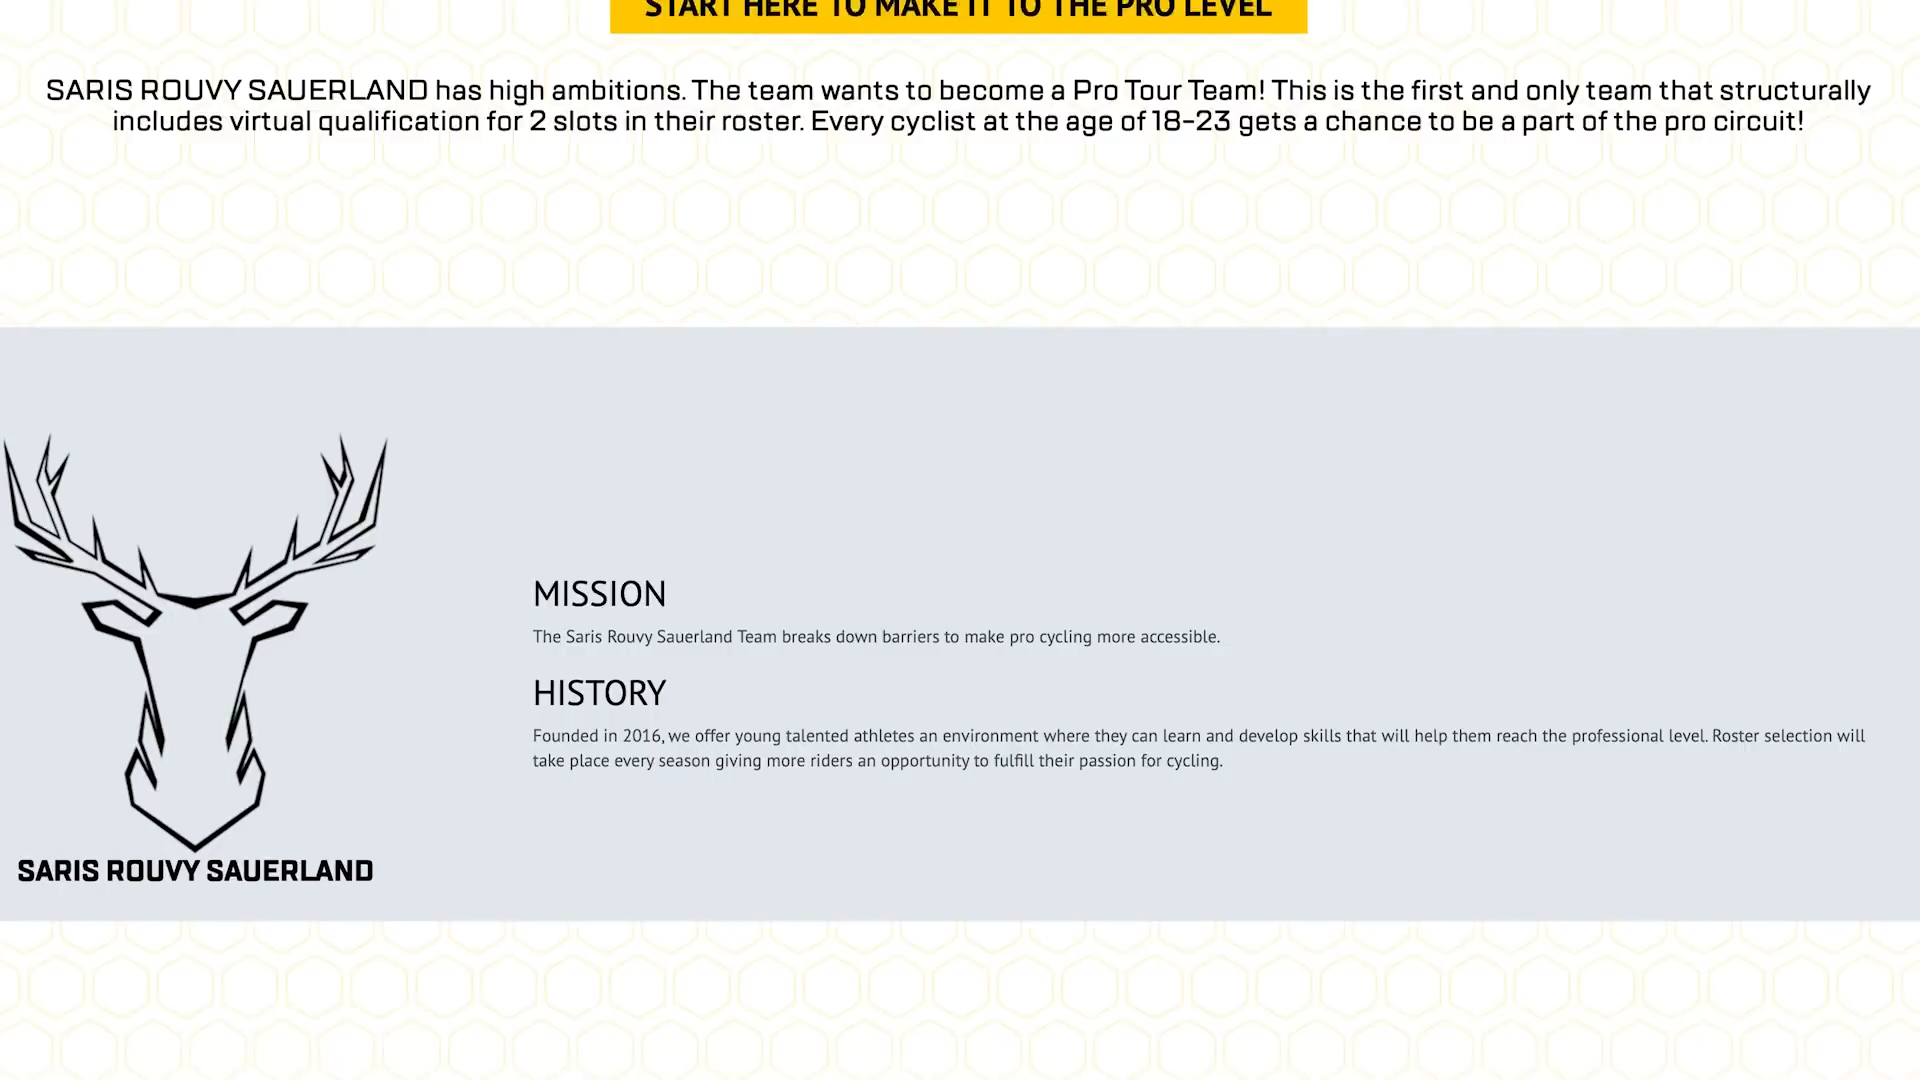 START HERE TO MAKE IT TO THE PRO LEVEL
SARIS ROUVY SAUERLAND has high ambitions. The team wants to become a Pro Tour Team! This is the first and only team that structurally
includes virtual qualification for 2 slots in their roster. Every cyclist at the age of 18-23 gets a chance to be a part of the pro circuit!
MISSION
The Saris Rouvy Sauerland Team breaks down barriers to make pro cycling more accessible.
HISTORY
Founded in 2016, we offer young talented athletes an environment where they can learn and develop skills that will help them reach the professional level. Roster selection will
take place every season giving more riders an opportunity to fulfill their passion for cycling.
SARIS ROUVY SAUERLAND